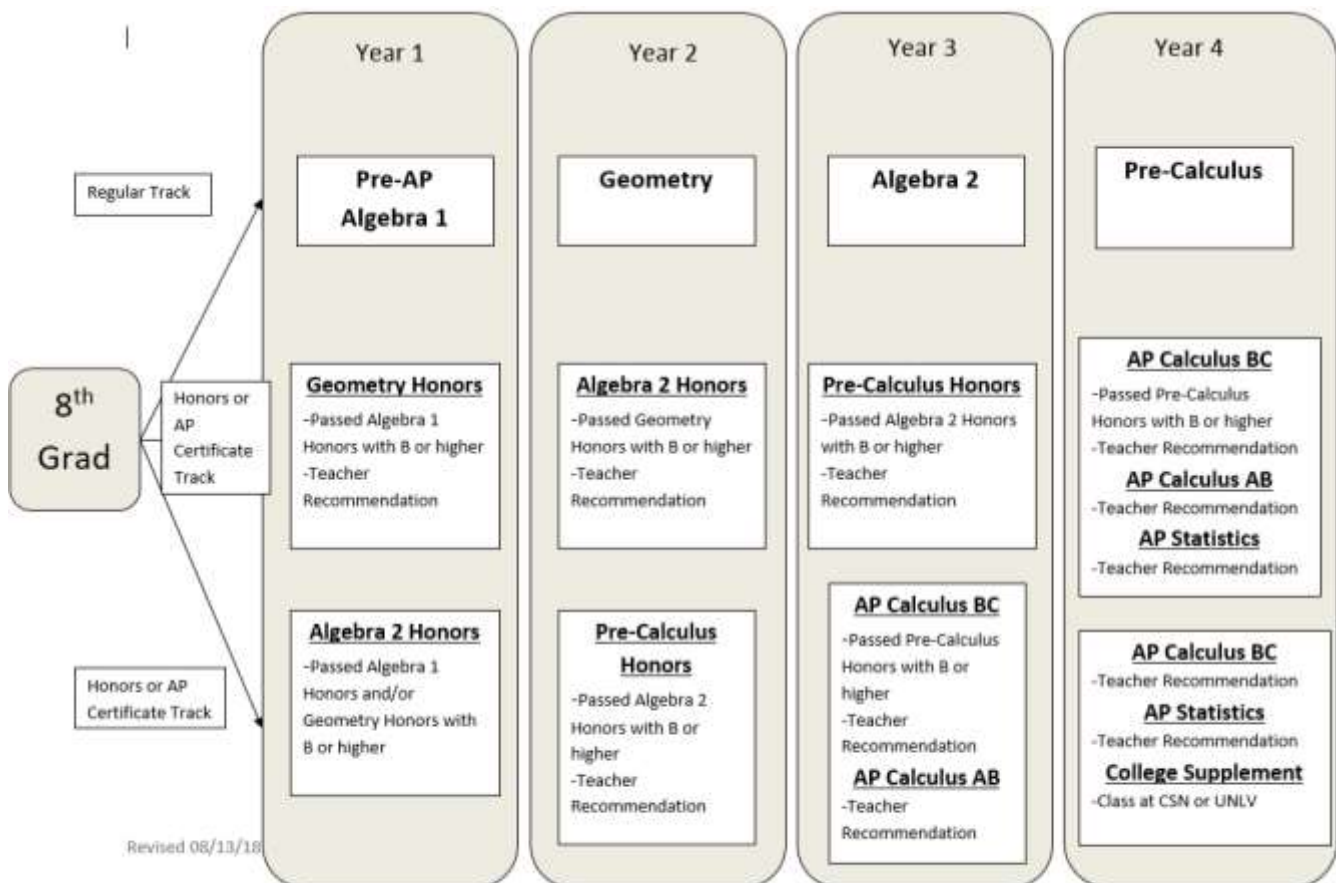 Year 1
Year 2
Year 3
Year 4
Regular Track
Pre-AP
Algebra 1
Geometry
Algebra 2
Pre-Calculus
8th
Grad
Honors or
AP
Certificate
Track
Geometry Honors
-Passed Algebra 1
Honors with B or higher
-Teacher
Recommendation
Algebra 2 Honors
-Passed Geometry
Honors with B or higher
-Teacher
Recommendation
Pre-Calculus Honors
-Passed Algebra 2 Honors
with B or higher
-Teacher
Recommendation
AP Calculus BC
-Passed Pre-Calculus
Honors with B or higher
-Teacher Recommendation
AP Calculus AB
-Teacher Recommendation
AP Statistics
-Teacher Recommendation
Honors or AP
Certificate Track
Algebra 2 Honors
-Passed Algebra 1
Honors and/or
Geometry Honors with
B or higher
Pre-Calculus
Honors
-Passed Algebra 2
Honors with B or
higher
-Teacher
Recommendation
AP Calculus BC
-Passed Pre-Calculus
Honors with B or
higher
-Teacher
Recommendation
AP Calculus AB
-Teacher
Recommendation
AP Calculus BC
-Teacher Recommendation
AP Statistics
-Teacher Recommendation
College Supplement
-Class at CSN or UNLV
Revised 08/13/18